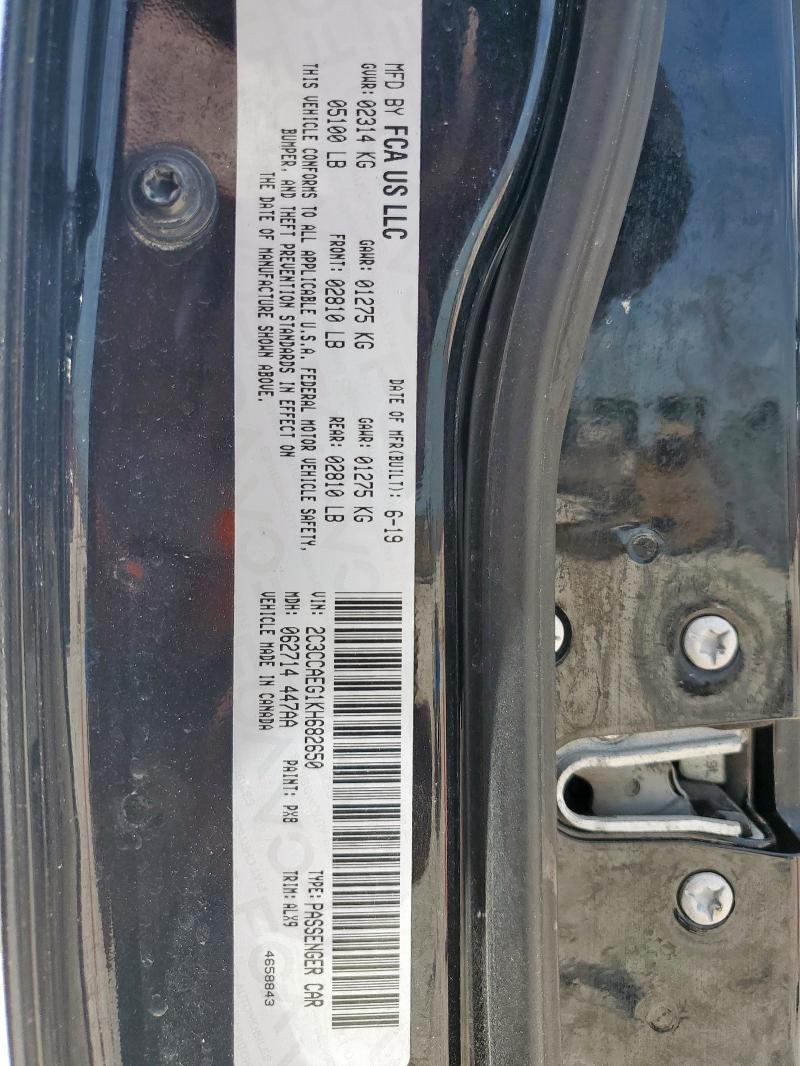 MFD BY FCA US LLC DATE OF MFR(BUILT): 6-19
GVWR: 02314 KG GAWR: 01275 KG GAWR: 01275 KG
05100 LB FRONT: 02810 LB REAR: 02810 LB
THIS VEHICLE CONFORMS TO ALL APPLICABLE U.S.A. FEDERAL MOTOR VEHICLE SAFETY,
BUMPER, AND THEFT PREVENTION STANDARDS IN EFFECT ON
THE DATE OF MANUFACTURE SHOWN ABOVE.
VIN: 2C3CCAEG1KH682650 TYPE: PASSENGER CAR
MDH: 062714 447AA PAINT: PX8 TRIM: ALX9
VEHICLE MADE IN CANADA 4658843